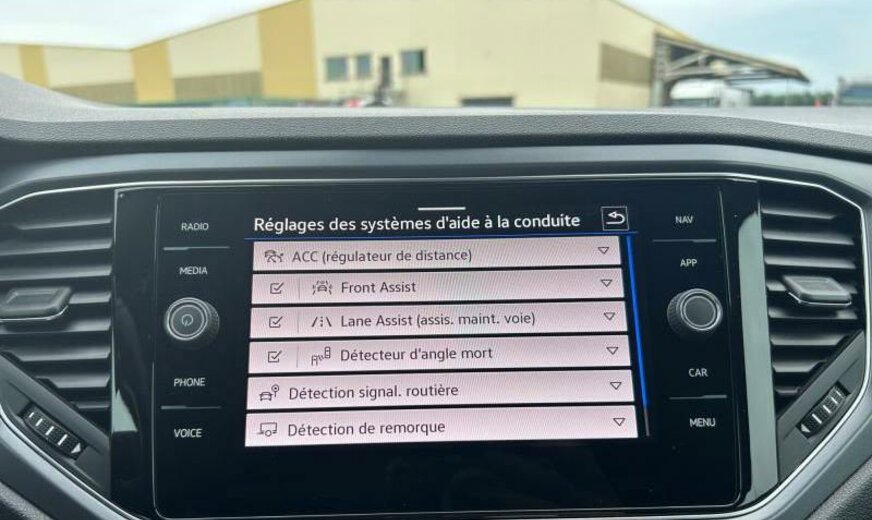 RADIO
MEDIA
PHONE
VOICE
Réglages des systèmes d'aide à la conduite
ACC (régulateur de distance)
Front Assist
Lane Assist (assis. maint. voie)
Détecteur d'angle mort
Détection signal. routière
Détection de remorque
NAV
APP
CAR
MENU